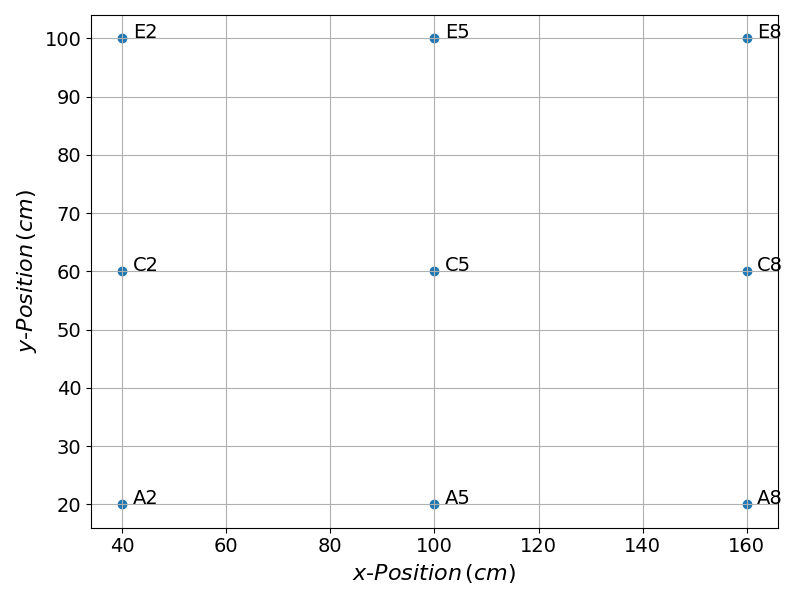 100 E2 E5 E8
90
80
70
60 C2 C5 C8
50
40
30
20 A2 A5 A8
40 60 80 100 120 140 160
x-Position (cm)
y-Position (cm)